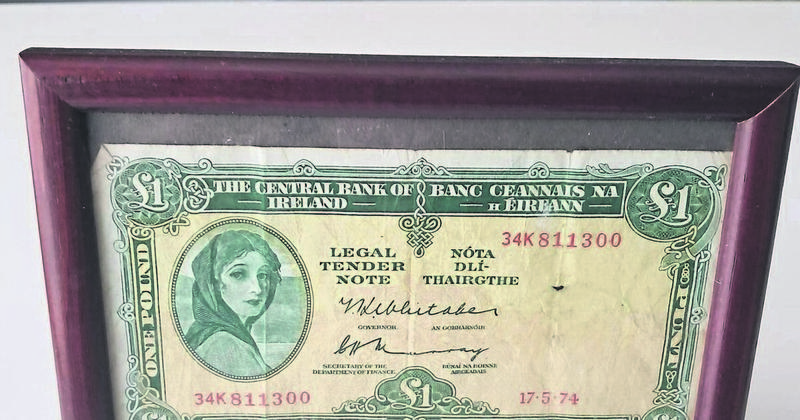 £1
THE CENTRAL BANK OF
IRELAND
BANC CEANNAIS NA
H ÉIREANN
£1
34K811300
ONE POUND
LEGAL
TENDER
NOTE
NÓTA
DLÍ-
THAIRGTHE
GOVERNOR
AN GOBHARNÓIR
SECRETARY OF THE
DEPARTMENT OF FINANCE
RÚNAÍ NA ROINNE
AIRGEADAIS
34K811300
£1
17·5·74